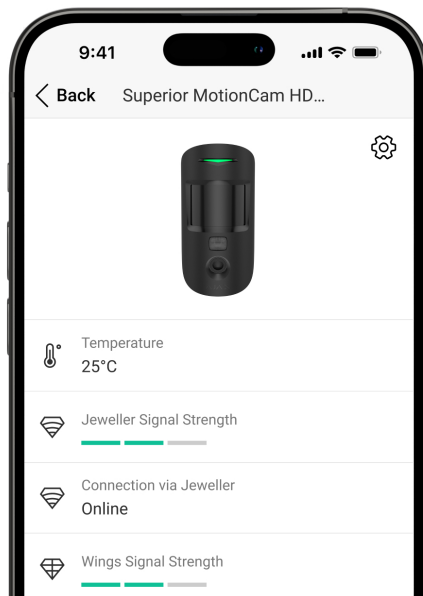 9:41
Back Superior MotionCam HD...
Temperature
25°C
Jeweller Signal Strength
Connection via Jeweller
Online
Wings Signal Strength